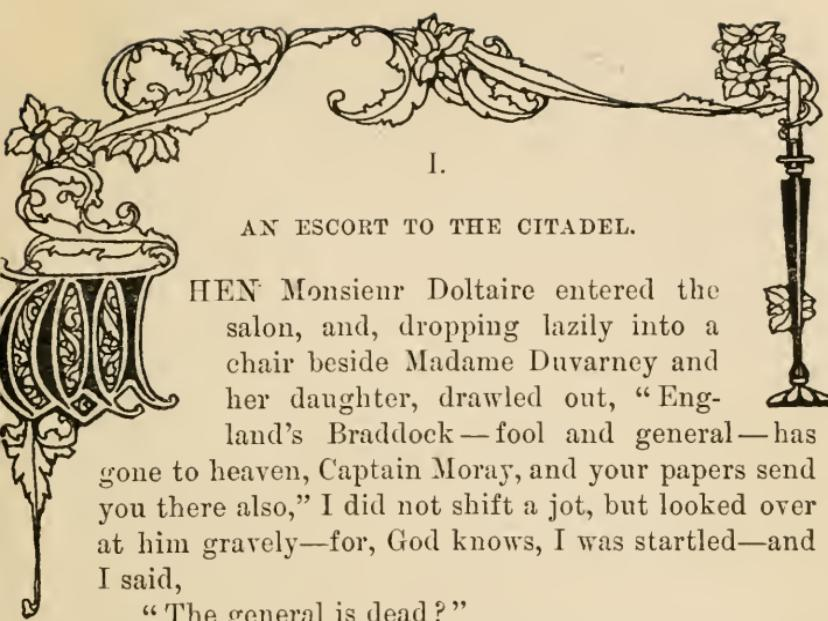 I.
AN ESCORT TO THE CITADEL.
WHEN Monsieur Doltaire entered the
salon, and, dropping lazily into a
chair beside Madame Duvarney and
her daughter, drawled out, “Eng-
land’s Braddock—fool and general—has
gone to heaven, Captain Moray, and your papers send
you there also,” I did not shift a jot, but looked over
at him gravely—for, God knows, I was startled—and
I said,
“The general is dead?”